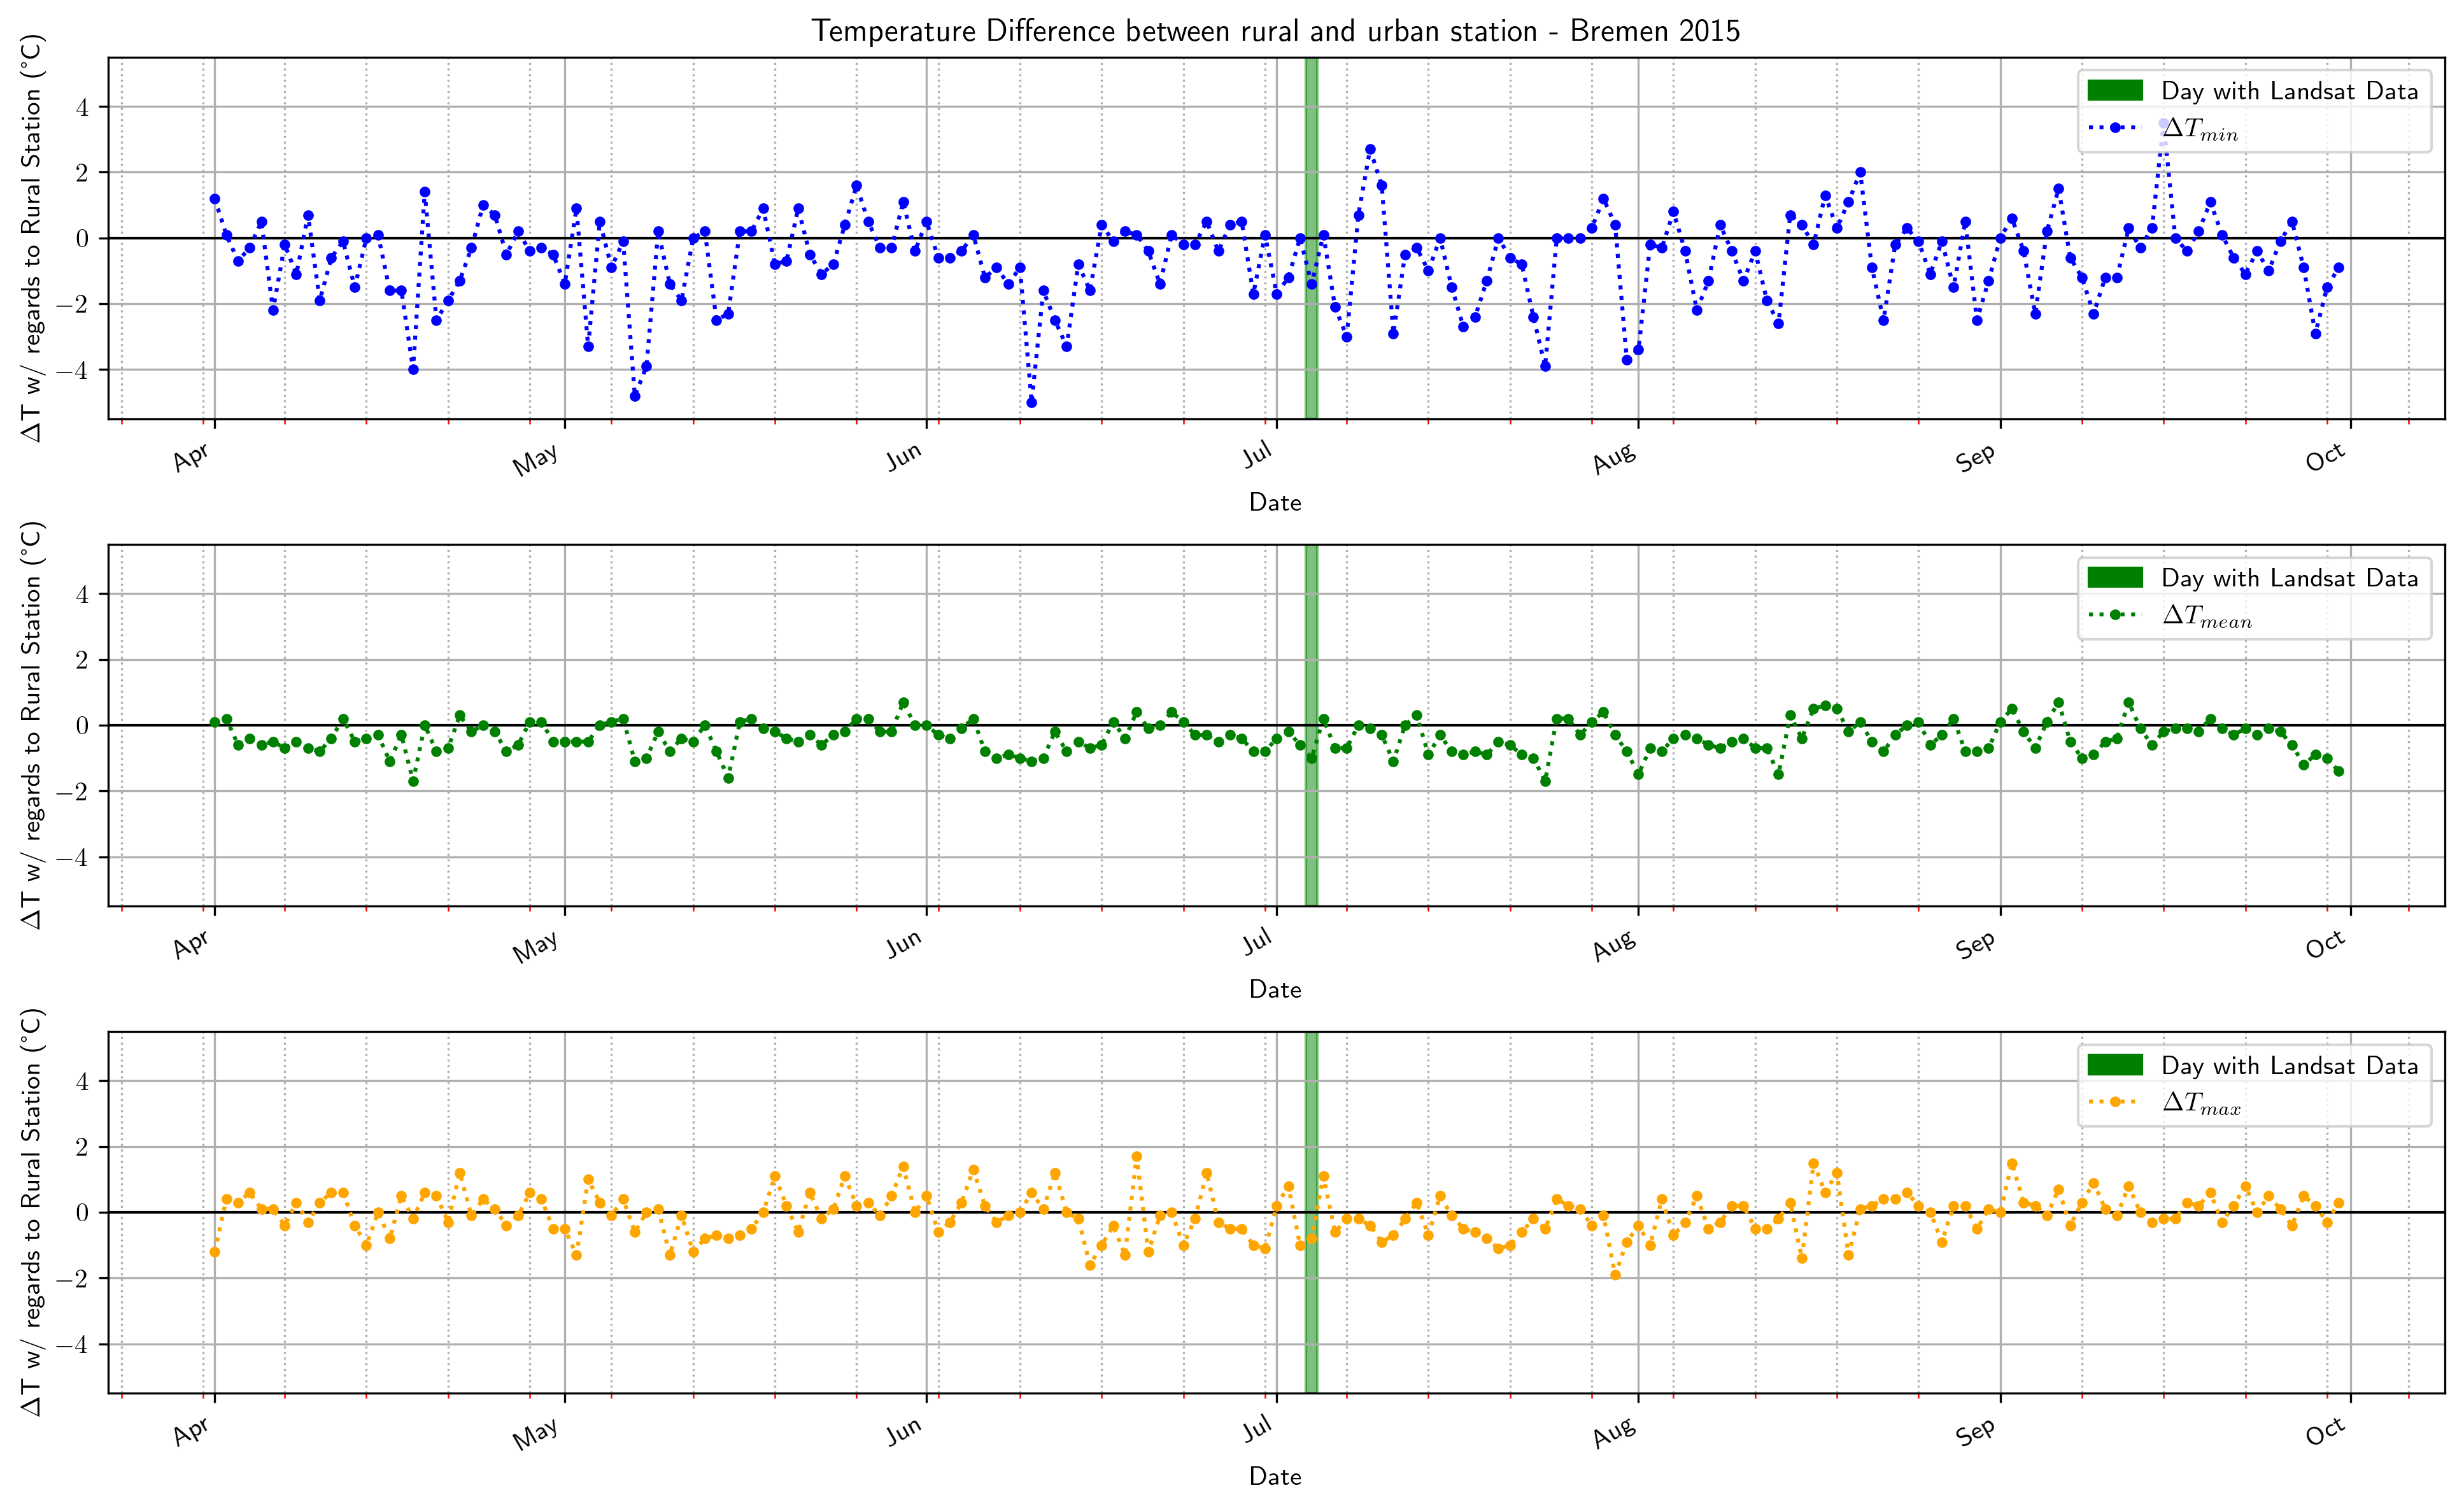 Temperature Difference between rural and urban station - Bremen 2015
ΔT w/ regards to Rural Station (°C)
4
2
0
−2
−4
Day with Landsat Data
ΔT_min
Apr May Jun Jul Aug Sep Oct
Date
ΔT w/ regards to Rural Station (°C)
4
2
0
−2
−4
Day with Landsat Data
ΔT_mean
Apr May Jun Jul Aug Sep Oct
Date
ΔT w/ regards to Rural Station (°C)
4
2
0
−2
−4
Day with Landsat Data
ΔT_max
Apr May Jun Jul Aug Sep Oct
Date